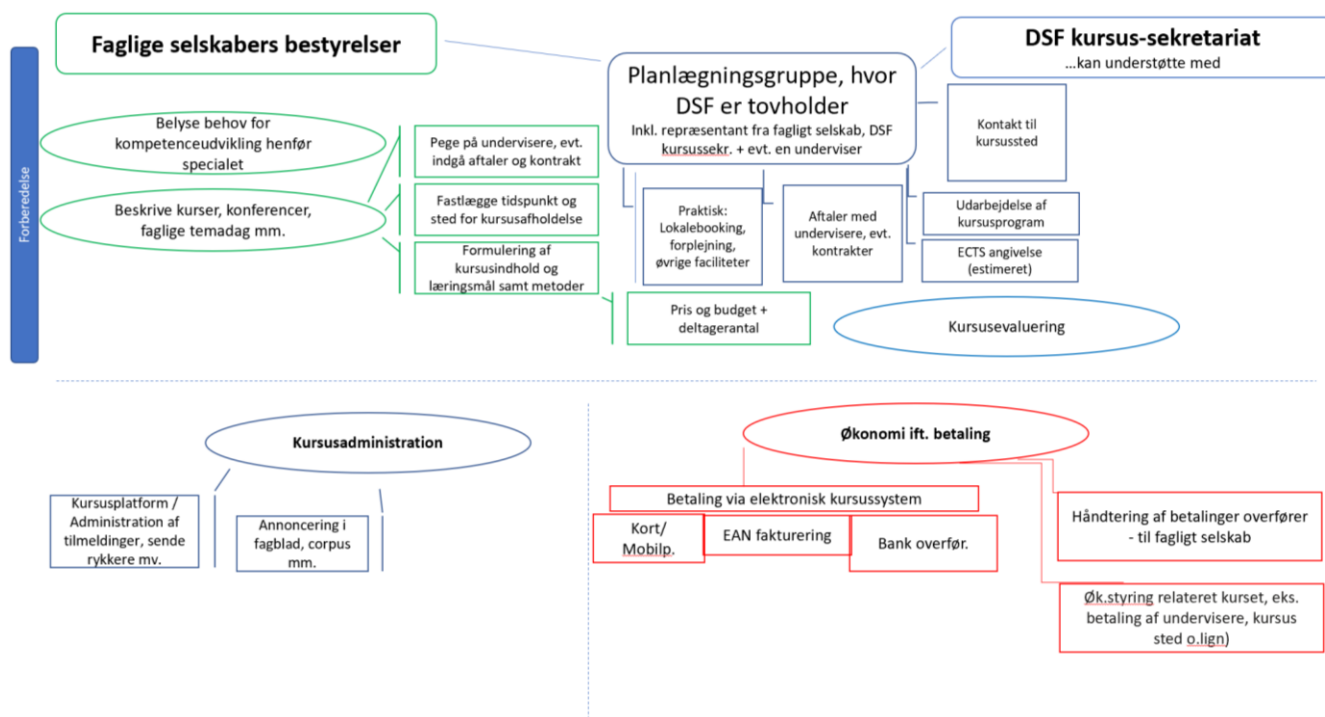 Faglige selskabers bestyrelser
DSF kursus-sekretariat
…kan understøtte med
Planlægningsgruppe, hvor
DSF er tovholder
Inkl. repræsentant fra fagligt selskab, DSF
kursussekr. + evt. en underviser
Forberedelse
Belyse behov for
kompetenceudvikling henført
specialet
Beskrive kurser, konferencer,
faglige temadag mm.
Pege på undervisere, evt.
indgå aftaler og kontrakt
Fastlægge tidspunkt og
sted for kursusafholdelse
Formulering af
kursusindhold og
læringsmål samt metoder
Pris og budget +
deltagerantal
Praktisk:
Lokalebooking,
forplejning,
øvrige faciliteter
Aftaler med
undervisere, evt.
kontrakter
Kontakt til
kursussted
Udarbejdelse af
kursusprogram
ECTS angivelse
(estimeret)
Kursusevaluering
Kursusadministration
Kursusplatform /
Administration af
tilmeldinger, sende
rykkere mv.
Annoncering i
fagblad, corpus
mm.
Økonomi ift. betaling
Betaling via elektronisk kursussystem
Kort/
Mobilp.
EAN fakturering
Bank overfør.
Håndtering af betalinger overfører
- til fagligt selskab
Øk.styring relateret kurset, eks.
betaling af undervisere, kursus
sted o.lign)